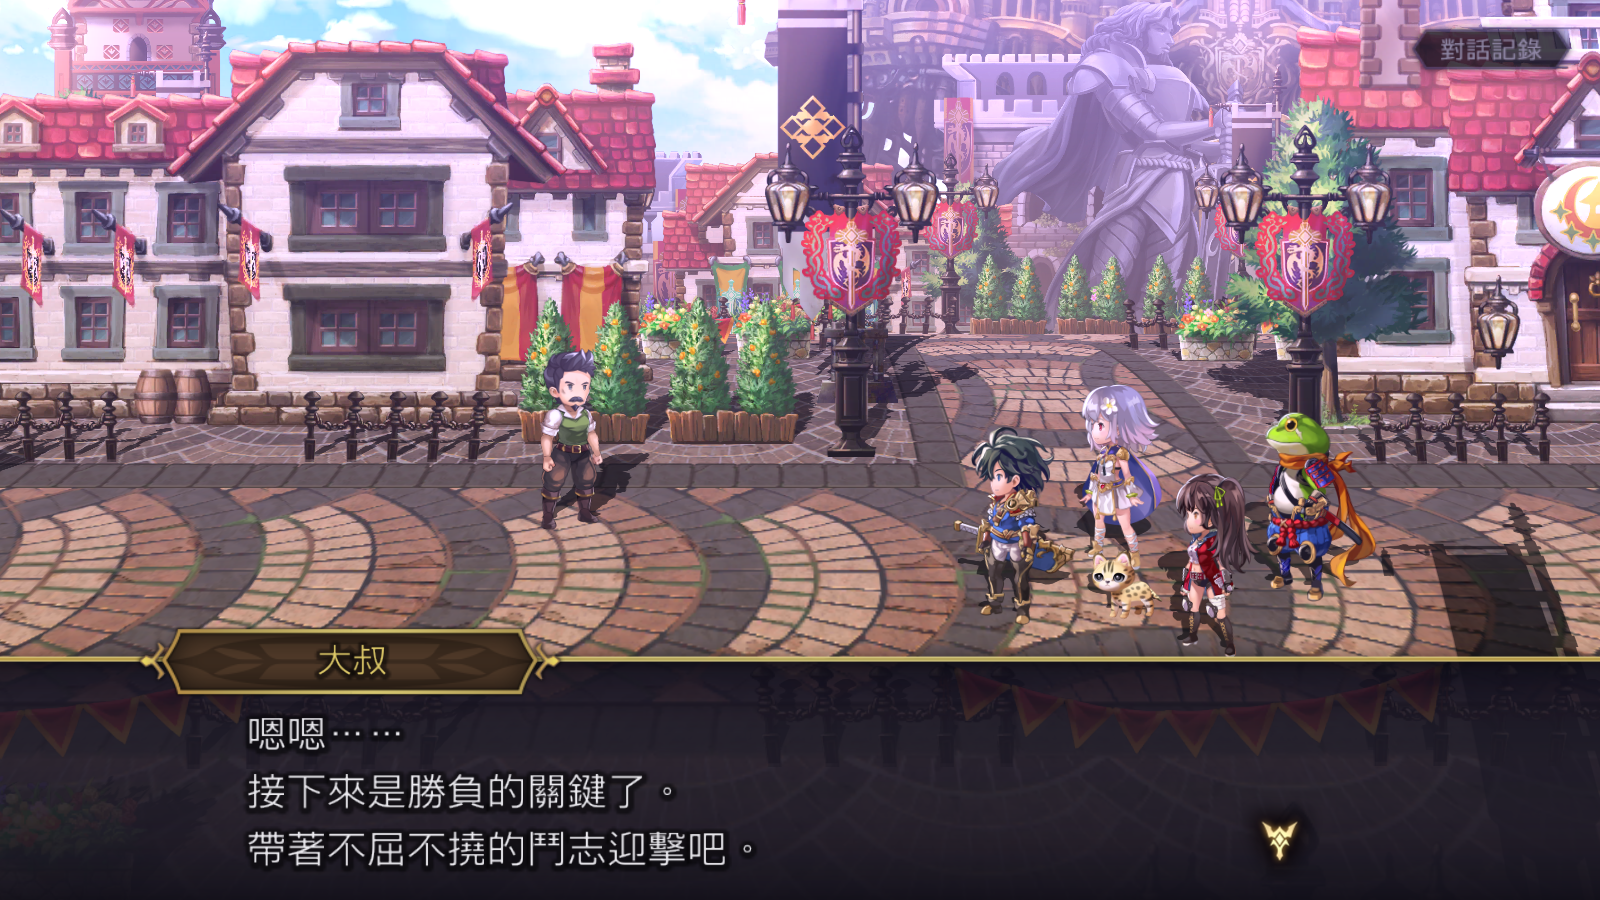 對話記錄
大叔
嗯嗯……
接下來是勝負的關鍵了。
帶著不屈不撓的鬥志迎擊吧。